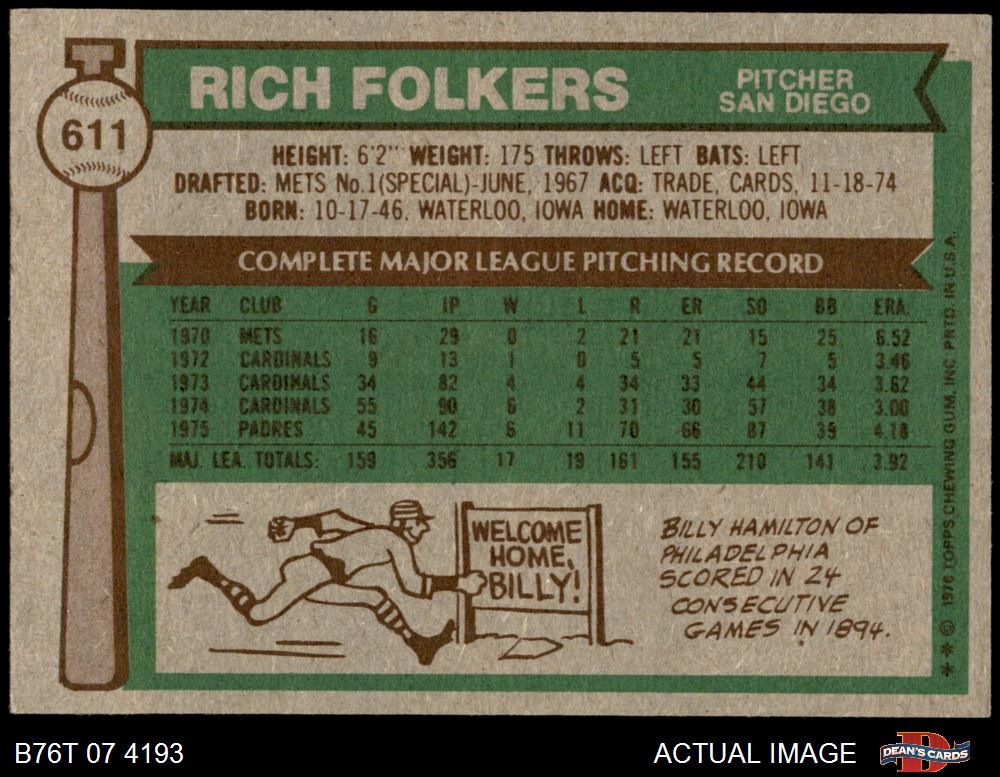 RICH FOLKERS
PITCHER
SAN DIEGO
611
HEIGHT: 6'2" WEIGHT: 175 THROWS: LEFT BATS: LEFT
DRAFTED: METS No.1(SPECIAL)-JUNE, 1967 ACQ: TRADE, CARDS, 11-18-74
BORN: 10-17-46, WATERLOO, IOWA HOME: WATERLOO, IOWA
COMPLETE MAJOR LEAGUE PITCHING RECORD
YEAR CLUB G IP W L R ER SO BB ERA.
1970 METS 16 29 0 2 21 21 15 25 6.52
1972 CARDINALS 9 13 1 0 5 5 7 5 3.46
1973 CARDINALS 34 82 4 4 34 33 44 34 3.62
1974 CARDINALS 55 90 6 2 31 30 57 38 3.00
1975 PADRES 45 142 6 11 70 66 87 39 4.18
MAJ. LEA. TOTALS: 159 356 17 19 161 155 210 141 3.92
WELCOME
HOME,
BILLY!
BILLY HAMILTON OF
PHILADELPHIA
SCORED IN 24
CONSECUTIVE
GAMES IN 1894.
** © 1976 TOPPS CHEWING GUM, INC. PRTD. IN U.S.A.
B76T 07 4193
ACTUAL IMAGE
DEAN'S CARDS